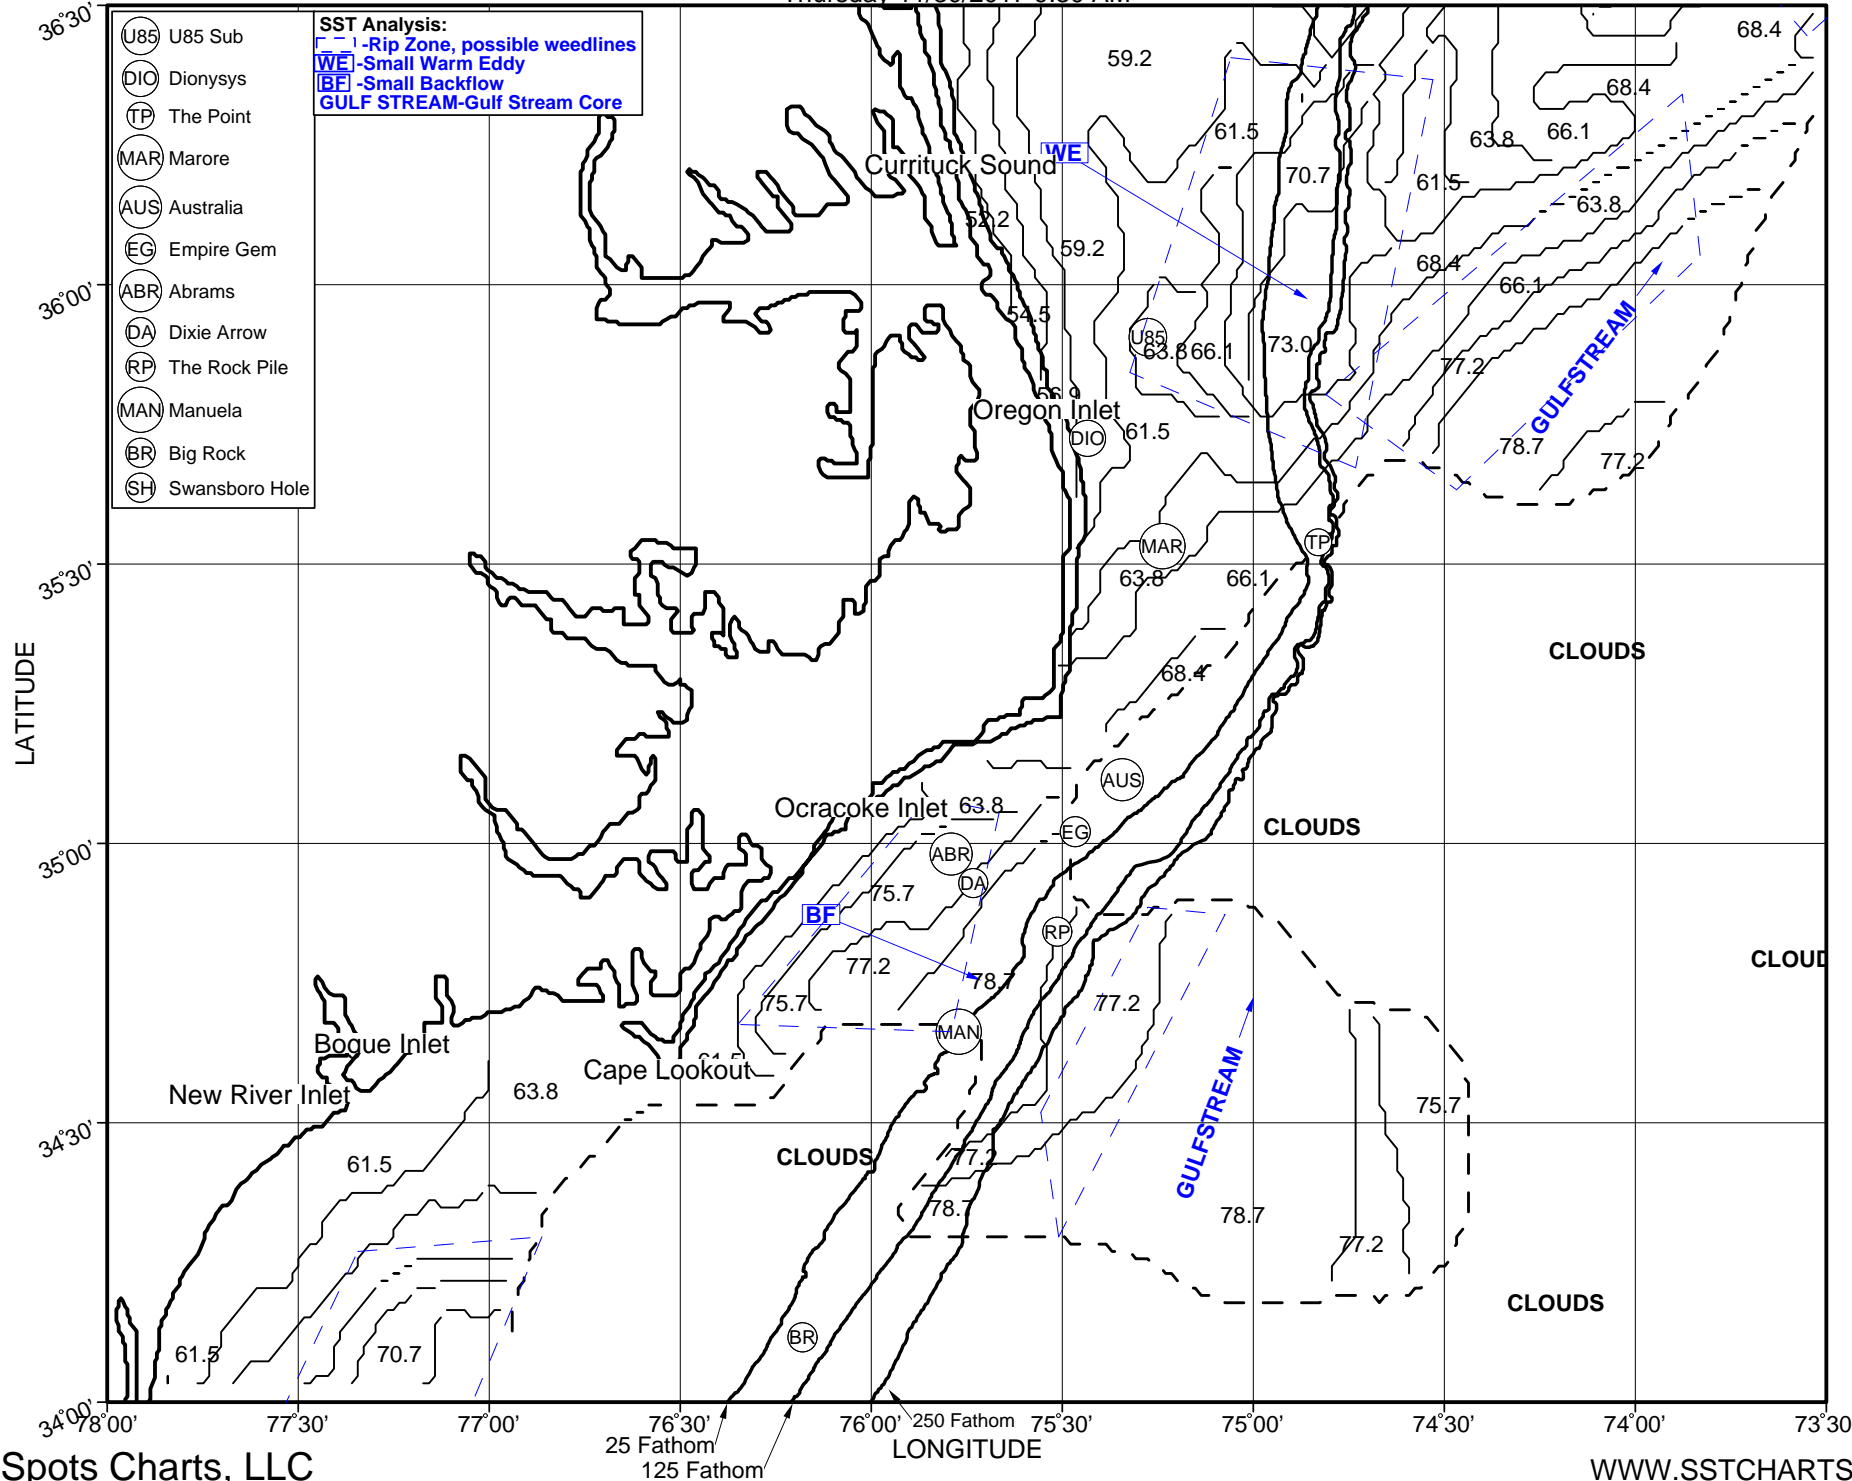 36°30'
U85 U85 Sub
DIO Dionysys
TP The Point
MAR Marore
AUS Australia
EG Empire Gem
ABR Abrams
DA Dixie Arrow
RP The Rock Pile
MAN Manuela
BR Big Rock
SH Swansboro Hole
SST Analysis:
-Rip Zone, possible weedlines
WE -Small Warm Eddy
BF -Small Backflow
GULF STREAM-Gulf Stream Core
59.2
68.4
68.4
61.5
63.8
66.1
WE
Currituck Sound
70.7
61.5
63.8
52.2
59.2
68.4
66.1
36°00'
54.5
U85
63.8
66.1
73.0
77.2
GULFSTREAM
56.9
Oregon Inlet
DIO
61.5
78.7
77.2
MAR
TP
35°30'
63.8
66.1
CLOUDS
68.4
LATITUDE
AUS
Ocracoke Inlet
63.8
EG
CLOUDS
35°00'
ABR
DA
75.7
BF
RP
77.2
78.7
CLOUD
75.7
77.2
MAN
Bogue Inlet
61.5
Cape Lookout
New River Inlet
63.8
75.7
GULFSTREAM
34°30'
61.5
CLOUDS
77.2
78.7
78.7
77.2
CLOUDS
BR
61.5
70.7
34°00'
78°00'
77°30'
77°00'
76°30'
76°00'
75°30'
75°00'
74°30'
74°00'
73°30
250 Fathom
25 Fathom
LONGITUDE
125 Fathom
Spots Charts, LLC
WWW.SSTCHARTS